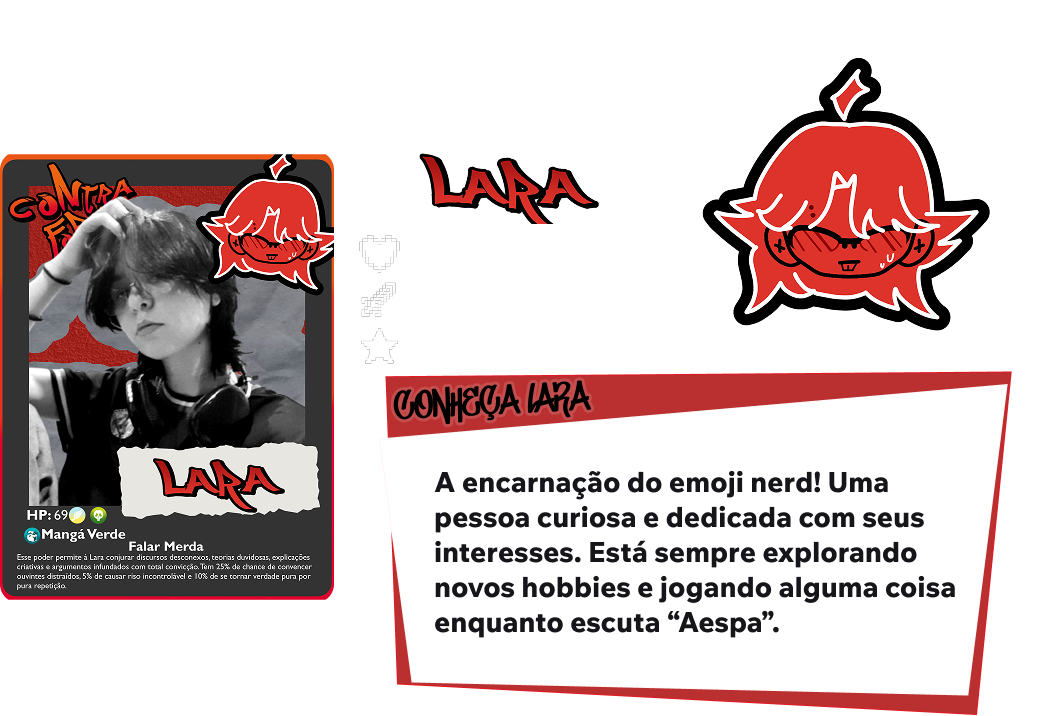 CONTRA
LARA
HP: 69
Mangá Verde
Falar Merda
Esse poder permite à Lara conjurar discursos desconexos, teorias duvidosas, explicações
criativas e argumentos infundados com total convicção. Tem 25% de chance de convencer
ouvintes distraídos, 5% de causar riso incontrolável e 10% de se tornar verdade pura por
pura repetição.
LARA
CONHEÇA LARA
A encarnação do emoji nerd! Uma
pessoa curiosa e dedicada com seus
interesses. Está sempre explorando
novos hobbies e jogando alguma coisa
enquanto escuta “Aespa”.